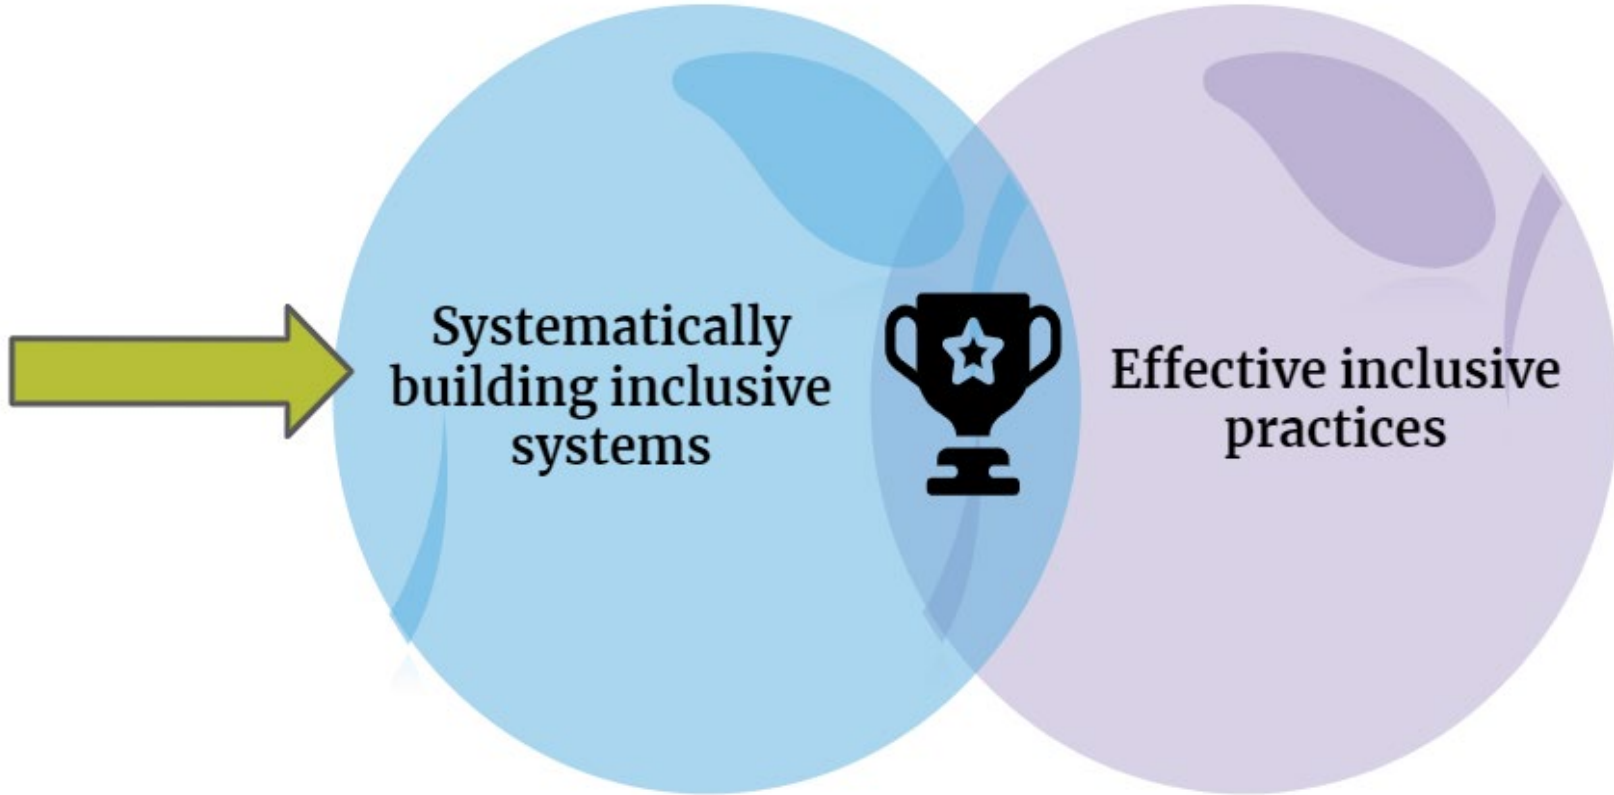 Systematically
building inclusive
systems
Effective inclusive
practices